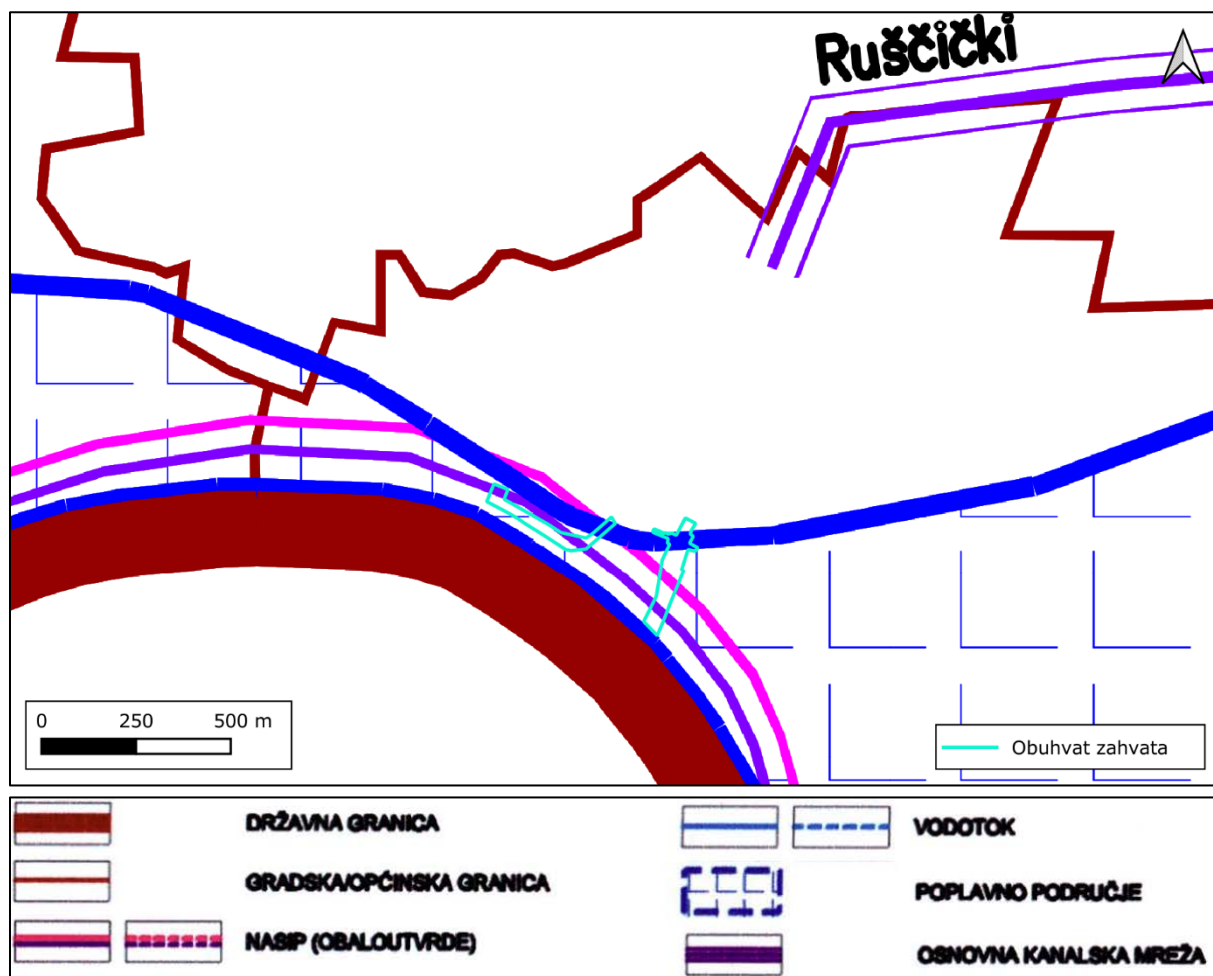 Ruščički
0 250 500 m
Obuhvat zahvata
DRŽAVNA GRANICA
GRADSKA/OPĆINSKA GRANICA
NASIP (OBALOUTVRDE)
VODOTOK
POPLAVNO PODRUČJE
OSNOVNA KANALSKA MREŽA